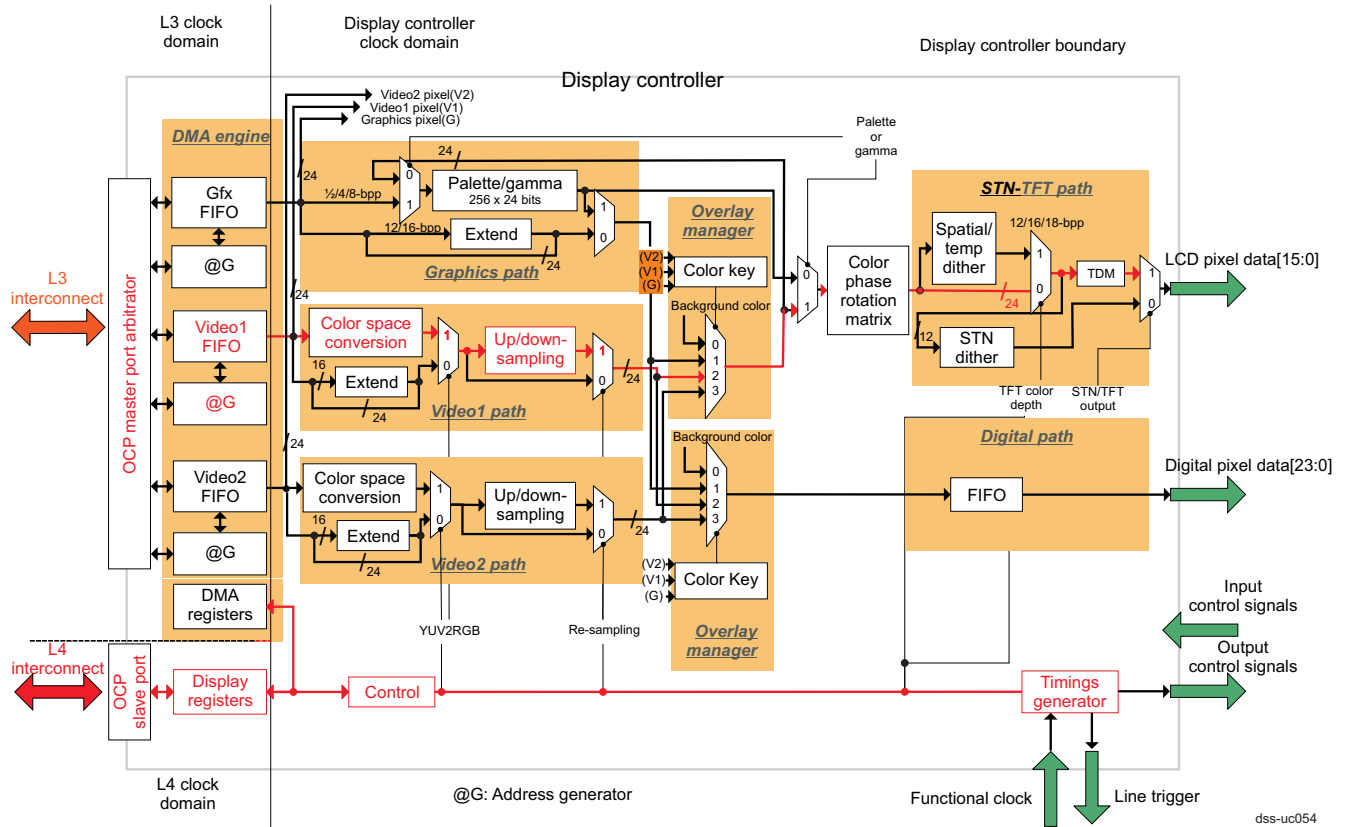 L3 clock
domain
Display controller
clock domain
Display controller boundary
Display controller
Video2 pixel(V2)
Video1 pixel(V1)
Graphics pixel(G)
Palette
or
gamma
DMA engine
24
24
½/4/8-bpp
0
1
Palette/gamma
256 x 24 bits
1
0
12/16-bpp
Extend
24
Graphics path
Gfx
FIFO
@G
L3
interconnect
OCP master port arbitrator
Video1
FIFO
@G
Color space
conversion
16
Extend
24
1
0
Up/down-
sampling
1
0
24
Video1 path
24
Video2
FIFO
@G
Color space
conversion
16
Extend
24
1
0
Up/down-
sampling
1
0
24
Video2 path
Overlay
manager
(V2)
(V1)
(G)
Color key
Background color
0
1
2
3
Background color
0
1
2
3
(V2)
(V1)
(G)
Color Key
Overlay
manager
0
1
Color
phase
rotation
matrix
STN-TFT path
12/16/18-bpp
Spatial/
temp
dither
1
0
24
TDM
1
0
12
STN
dither
LCD pixel data[15:0]
TFT color
depth
STN/TFT
output
Digital path
FIFO
Digital pixel data[23:0]
DMA
registers
YUV2RGB
Re-sampling
Input
control signals
Output
control signals
L4
interconnect
OCP
slave port
Display
registers
Control
Timings
generator
L4 clock
domain
@G: Address generator
Functional clock
Line trigger
dss-uc054